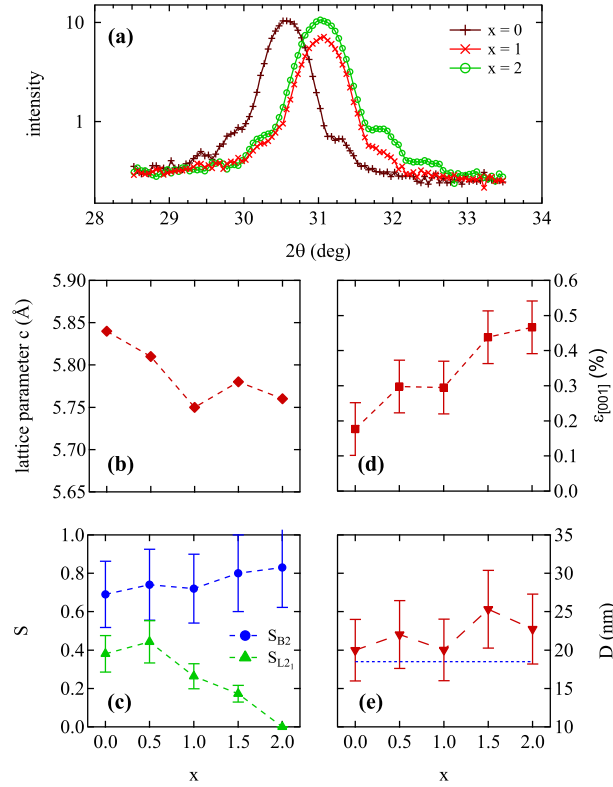 (a)
10
1
intensity
x = 0
x = 1
x = 2
28 29 30 31 32 33 34
2θ (deg)
5.90
5.85
5.80
5.75
5.70
5.65
lattice parameter c (Å)
(b)
0.6
0.5
0.4
0.3
0.2
0.1
0.0
ε[001] (%)
(d)
1.0
0.8
0.6
0.4
0.2
0.0
S
SB2
SL21
(c)
0.0 0.5 1.0 1.5 2.0
x
35
30
25
20
15
10
D (nm)
(e)
0.0 0.5 1.0 1.5 2.0
x